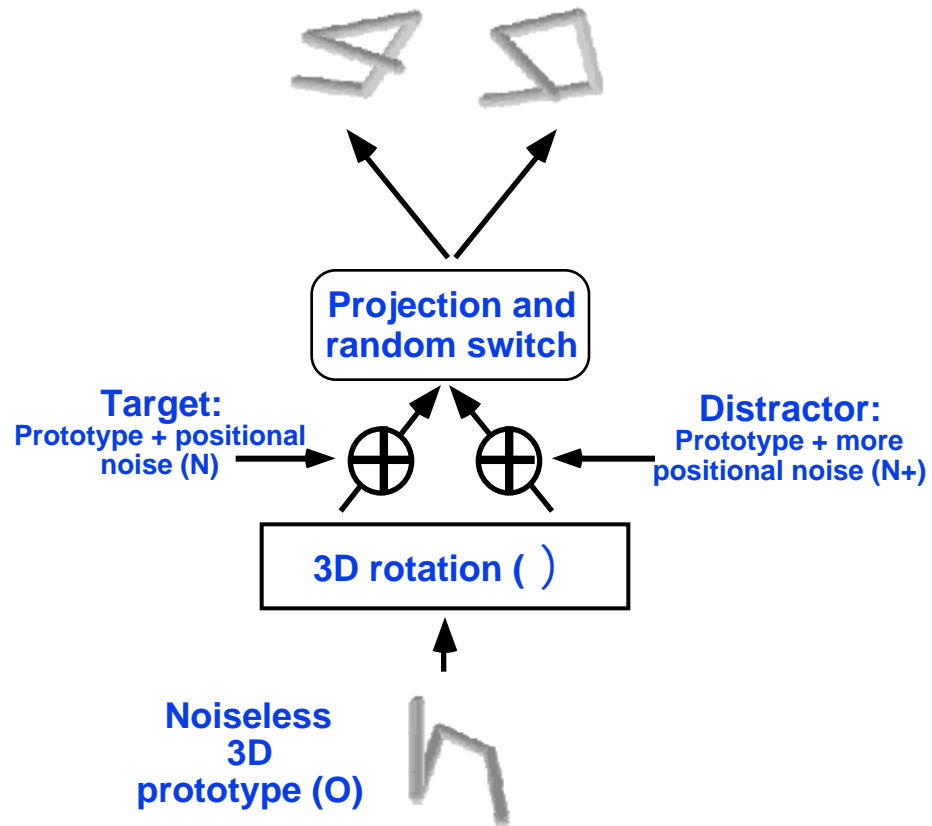 Projection and
random switch
Target:
Prototype + positional
noise (N)
Distractor:
Prototype + more
positional noise (N+)
3D rotation ( )
Noiseless
3D
prototype (O)